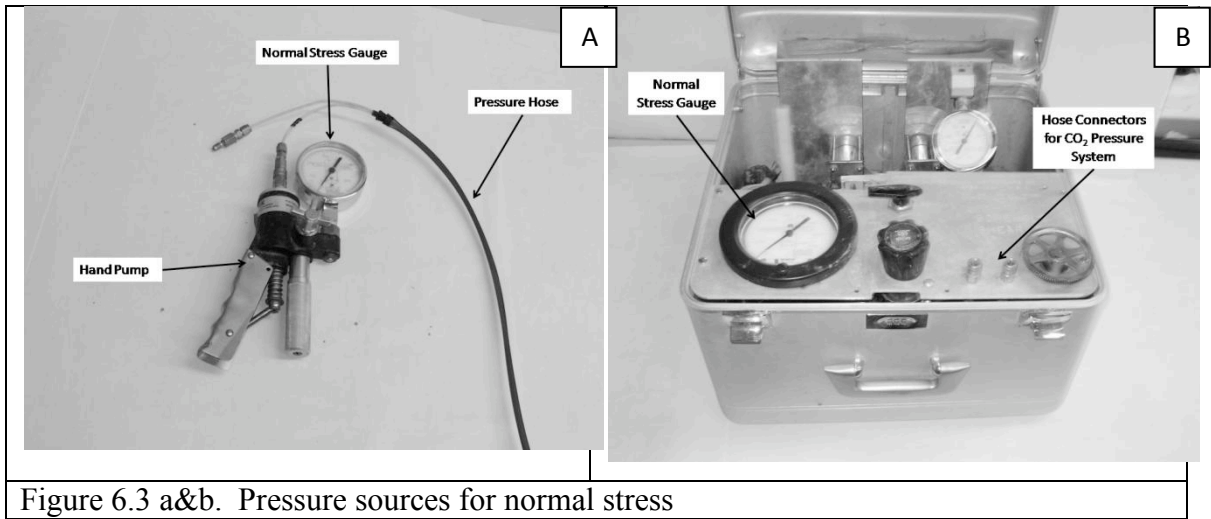 A
Normal Stress Gauge
Pressure Hose
Hand Pump
B
Normal
Stress Gauge
Hose Connectors
for CO₂ Pressure
System
Figure 6.3 a&b.  Pressure sources for normal stress